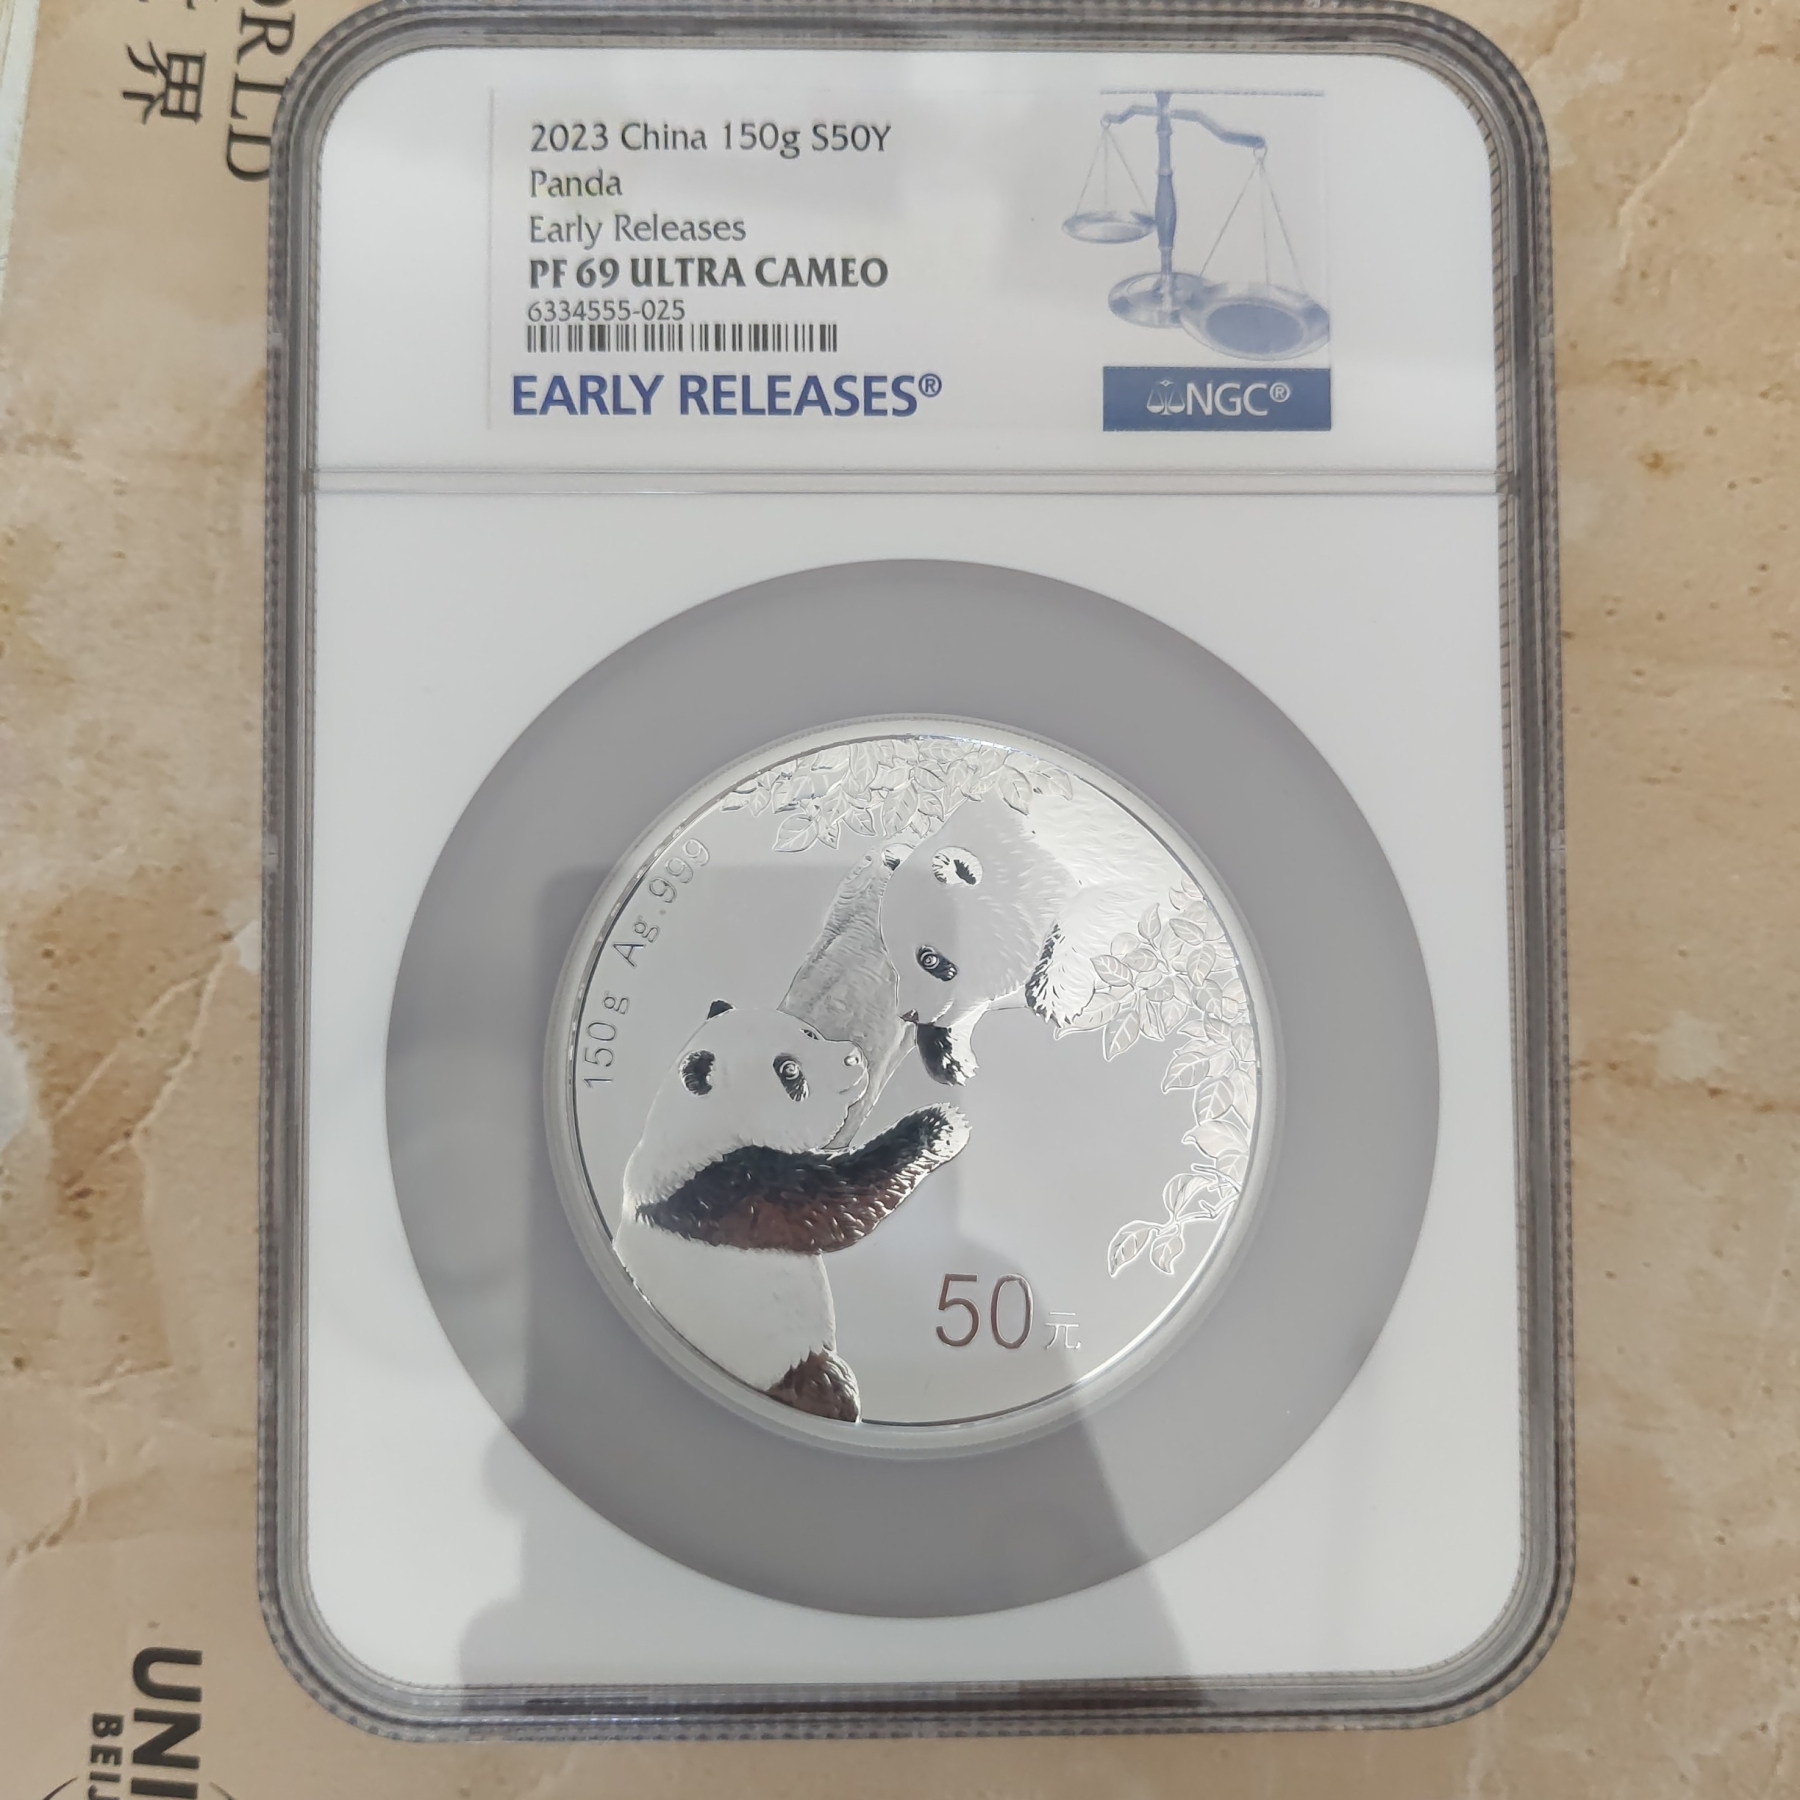 ORLD
界
2023 China 150g S50Y
Panda
Early Releases
PF 69 ULTRA CAMEO
6334555-025
EARLY RELEASES®
NGC®
150g Ag.999
50元
UNI
BEIJ